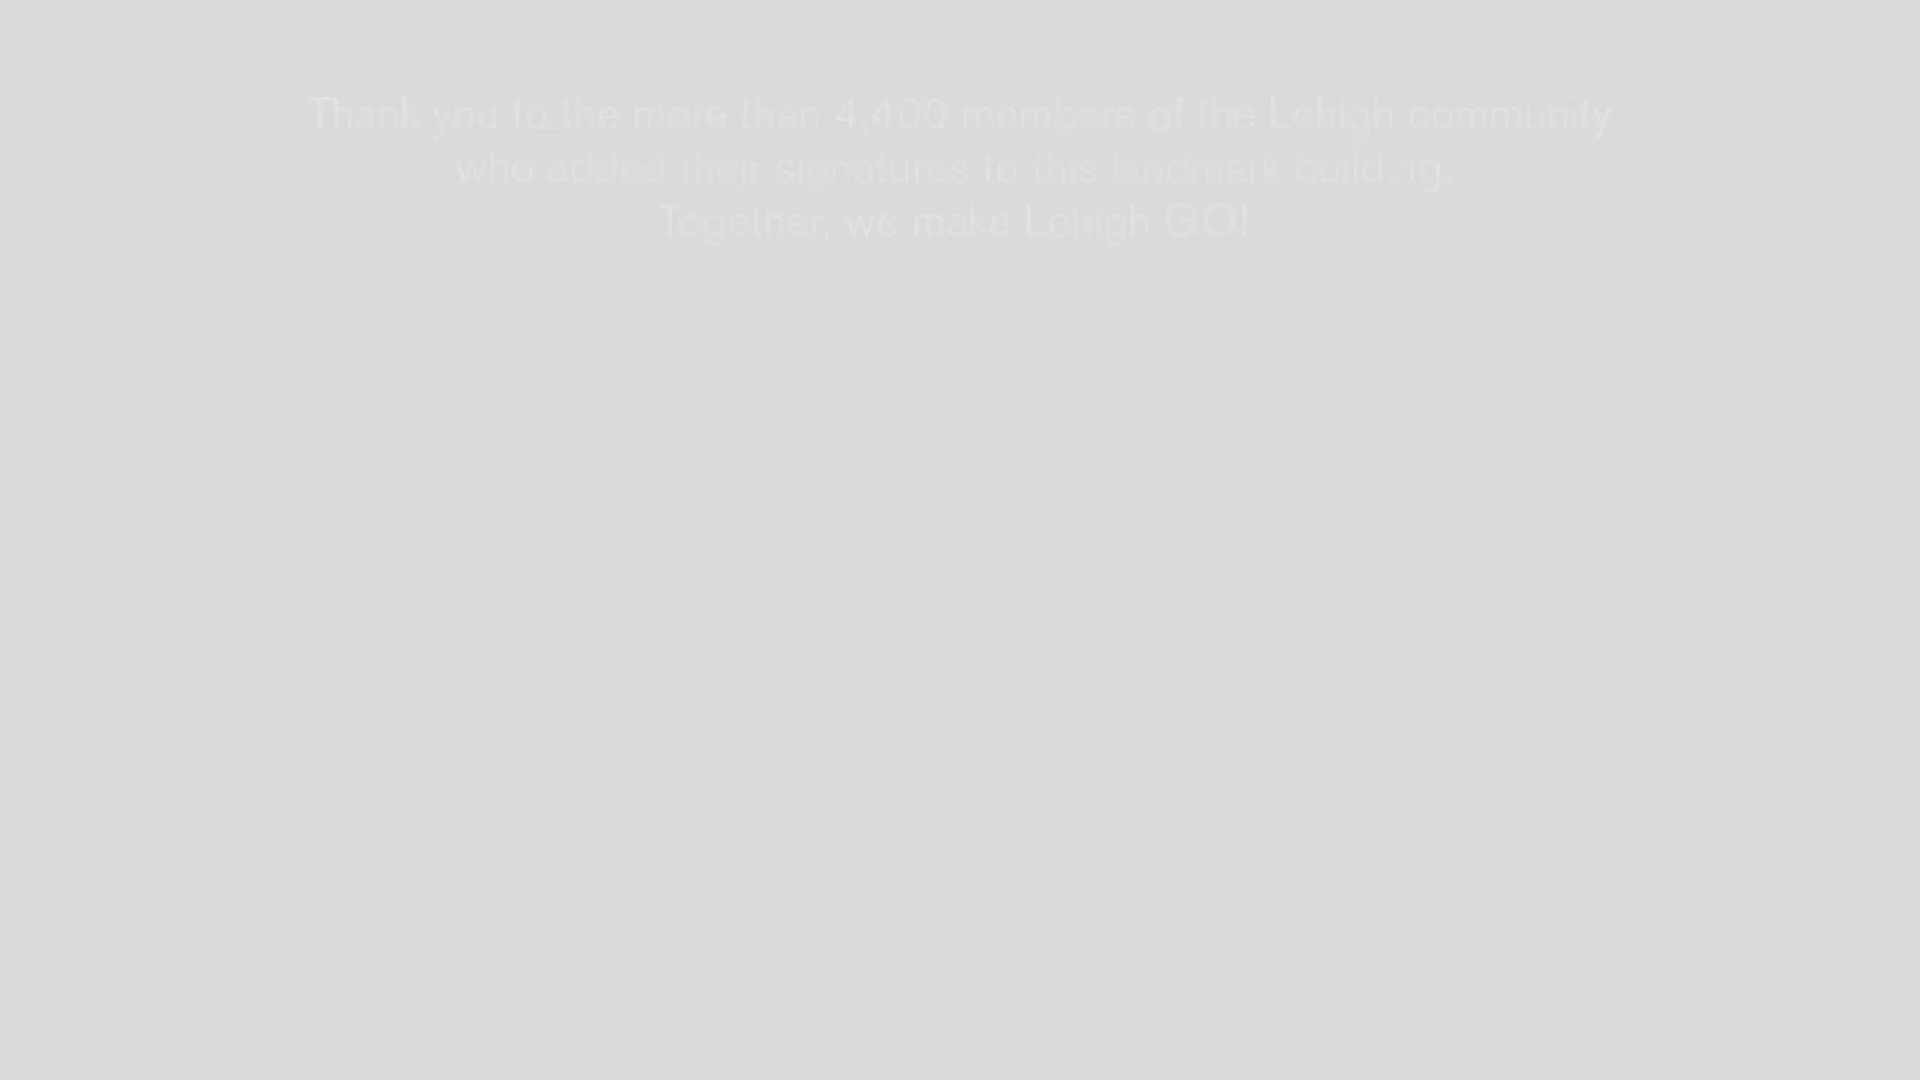 Thank you to the more than 4,400 members of the Lehigh community
who added their signatures to this landmark building.
Together, we make Lehigh GO!